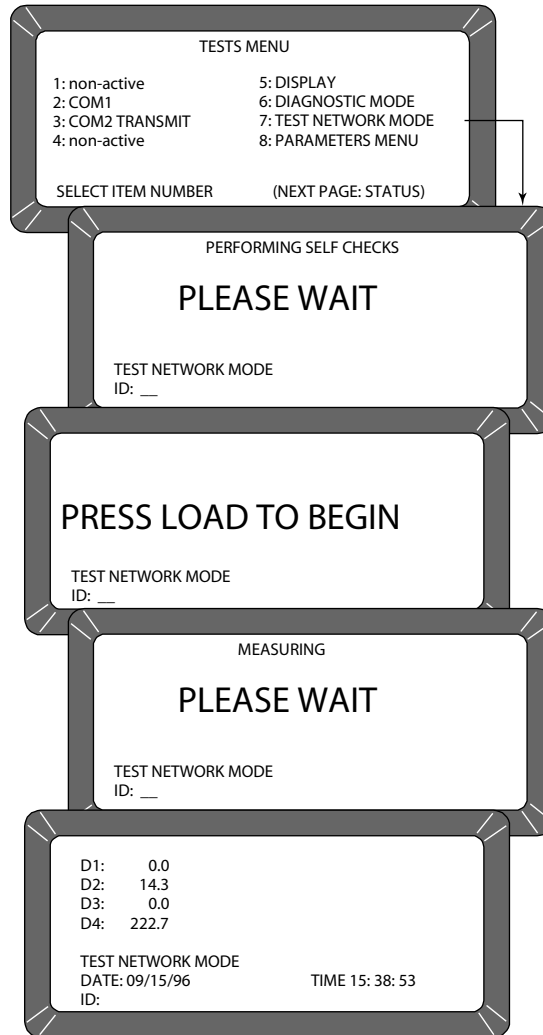 TESTS MENU
1: non-active 5: DISPLAY
2: COM1 6: DIAGNOSTIC MODE
3: COM2 TRANSMIT 7: TEST NETWORK MODE
4: non-active 8: PARAMETERS MENU
SELECT ITEM NUMBER (NEXT PAGE: STATUS)
PERFORMING SELF CHECKS
PLEASE WAIT
TEST NETWORK MODE
ID: __
PRESS LOAD TO BEGIN
TEST NETWORK MODE
ID: __
MEASURING
PLEASE WAIT
TEST NETWORK MODE
ID: __
D1: 0.0
D2: 14.3
D3: 0.0
D4: 222.7
TEST NETWORK MODE
DATE: 09/15/96 TIME 15: 38: 53
ID: